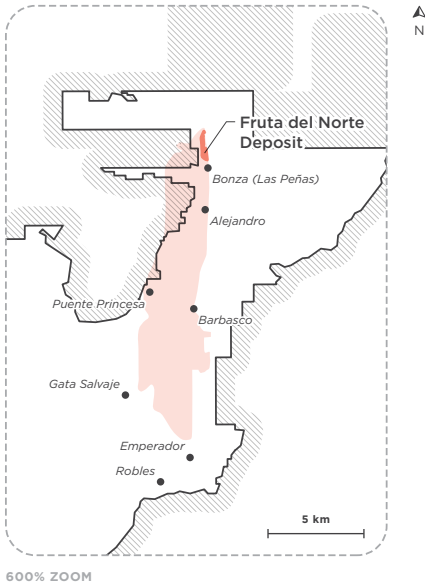 N
Fruta del Norte
Deposit
Bonza (Las Peñas)
Alejandro
Puente Princesa
Barbasco
Gata Salvaje
Emperador
Robles
5 km
600% ZOOM